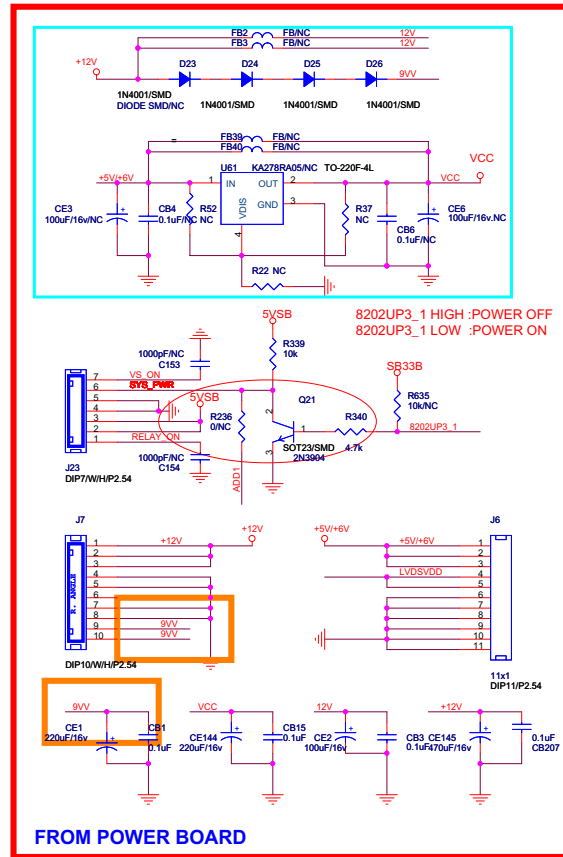 FB2 FB/NC 12V
FB3 FB/NC 12V
+12V D23 D24 D25 D26 9VV
1N4001/SMD
DIODE SMD/NC 1N4001/SMD 1N4001/SMD 1N4001/SMD
=
FB39 FB/NC
FB40 FB/NC
U61 KA278RA05/NC TO-220F-4L VCC
+5V/+6V 1 IN OUT 2 VCC
GND 3
VDIS
4
CE3
100uF/16v/NC
CB4
0.1uF/NC
R52
NC
R37
NC
CB6
0.1uF/NC
CE6
100uF/16v.NC
R22 NC
8202UP3_1 HIGH :POWER OFF
8202UP3_1 LOW :POWER ON
5VSB
R339
10k
SB33B
R635
10k/NC
1000pF/NC
C153
7 VS_ON
6 SYS_PWR
5
4
3 5VSB
2
1 RELAY_ON
J23
DIP7/W/H/P2.54
1000pF/NC
C154
R236
0/NC
ADD1
Q21
2
1
3
SOT23/SMD
2N3904
R340
4.7k
8202UP3_1
J7
R. ANGLE
1 +12V +12V
2
3
4
5
6
7
8
9 9VV
10 9VV
DIP10/W/H/P2.54
J6
+5V/+6V +5V/+6V 1
2
3
LVDSVDD 4
5
6
7
8
9
10
11
11x1
DIP11/P2.54
9VV
CE1
220uF/16v
CB1
0.1uF
VCC
CE144
220uF/16v
CB15
0.1uF
12V
CE2
100uF/16v
CB3
0.1uF
+12V
CE145
470uF/16v
0.1uF
CB207
FROM POWER BOARD